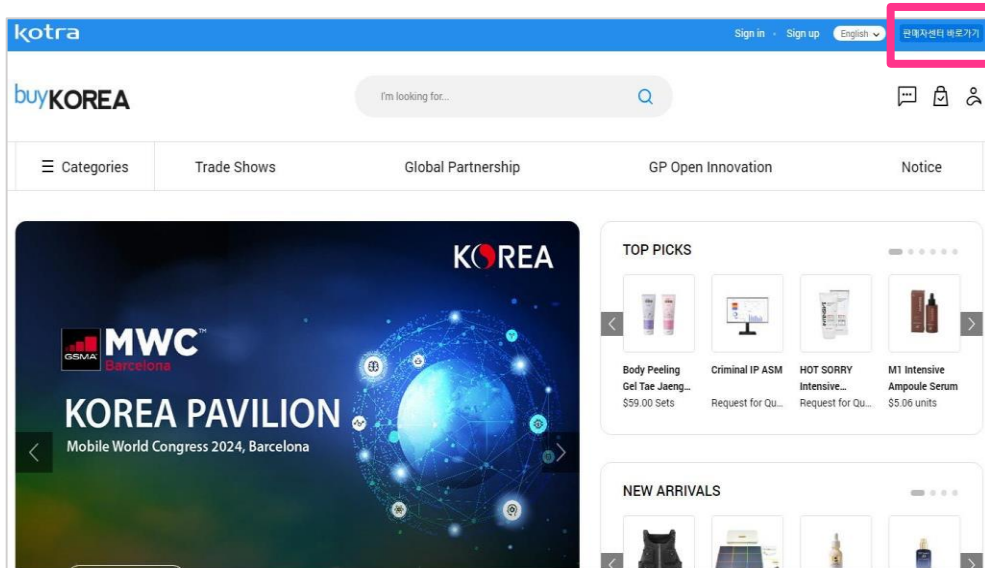 kotra
Sign in
Sign up
English
판매자센터 바로가기
buyKOREA
I'm looking for...
Categories
Trade Shows
Global Partnership
GP Open Innovation
Notice
KOREA
GSMA
MWC™
Barcelona
KOREA PAVILION
Mobile World Congress 2024, Barcelona
TOP PICKS
Body Peeling
Gel Tae Jaeng...
$59.00 Sets
Criminal IP ASM
Request for Qu...
HOT SORRY
Intensive...
Request for Qu...
M1 Intensive
Ampoule Serum
$5.06 units
NEW ARRIVALS